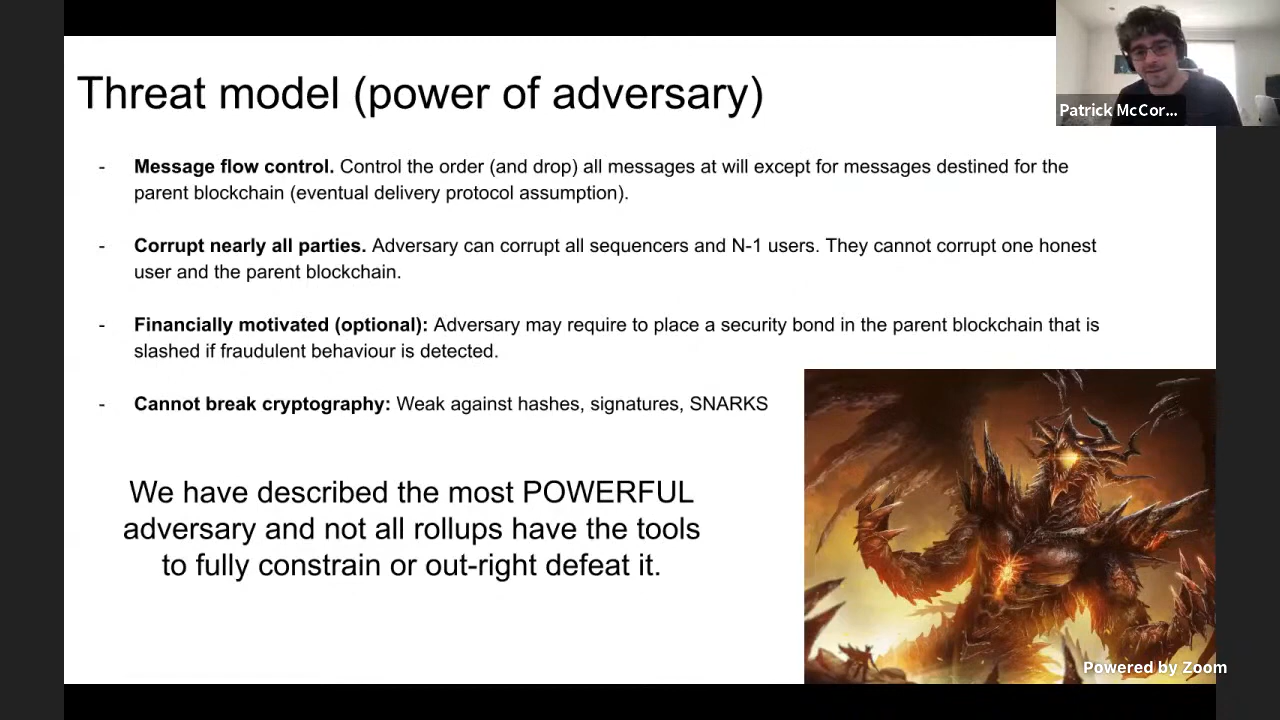 Threat model (power of adversary)
Patrick McCor...
- Message flow control. Control the order (and drop) all messages at will except for messages destined for the
parent blockchain (eventual delivery protocol assumption).
- Corrupt nearly all parties. Adversary can corrupt all sequencers and N-1 users. They cannot corrupt one honest
user and the parent blockchain.
- Financially motivated (optional): Adversary may require to place a security bond in the parent blockchain that is
slashed if fraudulent behaviour is detected.
- Cannot break cryptography: Weak against hashes, signatures, SNARKS
We have described the most POWERFUL
adversary and not all rollups have the tools
to fully constrain or out-right defeat it.
Powered by Zoom